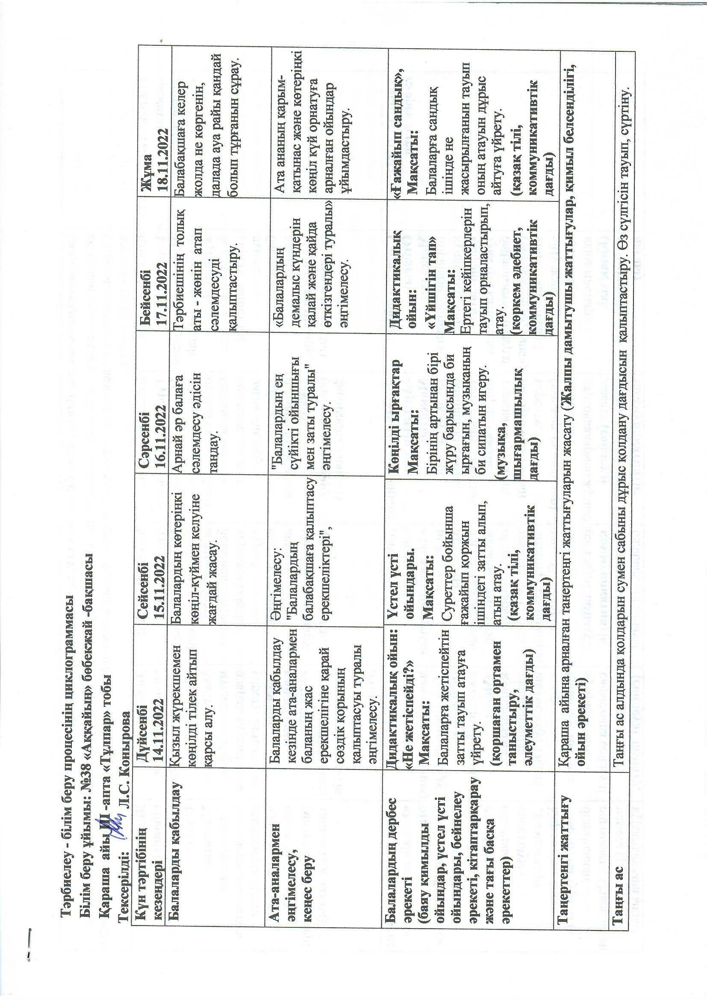 Тәрбиелеу - білім беру процесінің циклограммасы
Білім беру ұйымы: №38 «Аққайың» бөбекжай -бақшасы
Қараша айы III -апта «Тұлпар» тобы
Тексерілді: Л.С. Конырова
Күн тәртібінің
кезеңдері
Дүйсенбі
14.11.2022
Сейсенбі
15.11.2022
Сәрсенбі
16.11.2022
Бейсенбі
17.11.2022
Жұма
18.11.2022
Балаларды қабылдау
Қызыл жүрекшемен
көңілді тілек айтып
қарсы алу.
Балалардың көтеріңкі
көңіл-күймен келуіне
жағдай жасау.
Арнай әр балаға
сәлемдесу әдісін
таңдау.
Тәрбиешінің толық
аты - жөнін атап
сәлемдесуді
қалыптастыру.
Балабақшаға келер
жолда не көргенін,
далада ауа райы қандай
болып тұрғанын сұрау.
Ата-аналармен
әңгімелесу,
кеңес беру
Балаларды қабылдау
кезінде ата-аналармен
баланың жас
ерекшелігіне қарай
сөздік қорының
қалыптасуы туралы
әңгімелесу.
Әңгімелесу:
"Балалардың
балабақшаға қалыптасу
ерекшеліктері",
"Балалардың ең
сүйікті ойыншығы
мен заты туралы"
әңгімелесу.
«Балалардың
демалыс күндерін
қалай және қайда
өткізгендері туралы»
әңгімелесу.
Ата ананың қарым-
қатынас және көтеріңкі
көңіл күй орнатуға
арналған ойындар
ұйымдастыру.
Балалардың дербес
әрекеті
(баяу қимылды
ойындар, үстел үсті
ойындары, бейнелеу
әрекеті, кітаптарқарау
және тағы басқа
әрекеттер)
Дидактикалық ойын:
«Не жетіспейді?»
Мақсаты:
Балаларға жетіспейтін
затты тауып атауға
үйрету.
(қоршаған ортамен
таныстыру,
әлеуметтік дағды)
Үстел үсті
ойындары.
Мақсаты:
Суреттер бойынша
ғажайып қоржын
ішіндегі затты алып,
атын атау.
(қазақ тілі,
коммуникативтік
дағды)
Көңілді ырғақтар
Мақсаты:
Бірінің артынан бірі
жүру барысында би
ырғағын, музыканың
би сипатын игеру.
(музыка,
шығармашылық
дағды)
Дидактикалық
ойын:
«Үйшігін тап»
Мақсаты:
Ертегі кейіпкерлерін
тауып орналастырып,
атау.
(көркем әдебиет,
коммуникативтік
дағды)
«Ғажайып сандық»,
Мақсаты:
Балаларға сандық
ішінде не
жасырылғанын тауып
оның атауын дұрыс
айтуға үйрету.
(қазақ тілі,
коммуникативтік
дағды)
Таңертеңгі жаттығу
Қараша айына арналған таңертеңгі жаттығуларын жасату (Жалпы дамытушы жаттығулар, қимыл белсенділігі,
ойын әрекеті)
Таңғы ас
Таңғы ас алдында қолдарын сумен сабыны дұрыс қолдану дағдысын қалыптастыру. Өз сүлгісін тауып, сүртіну.